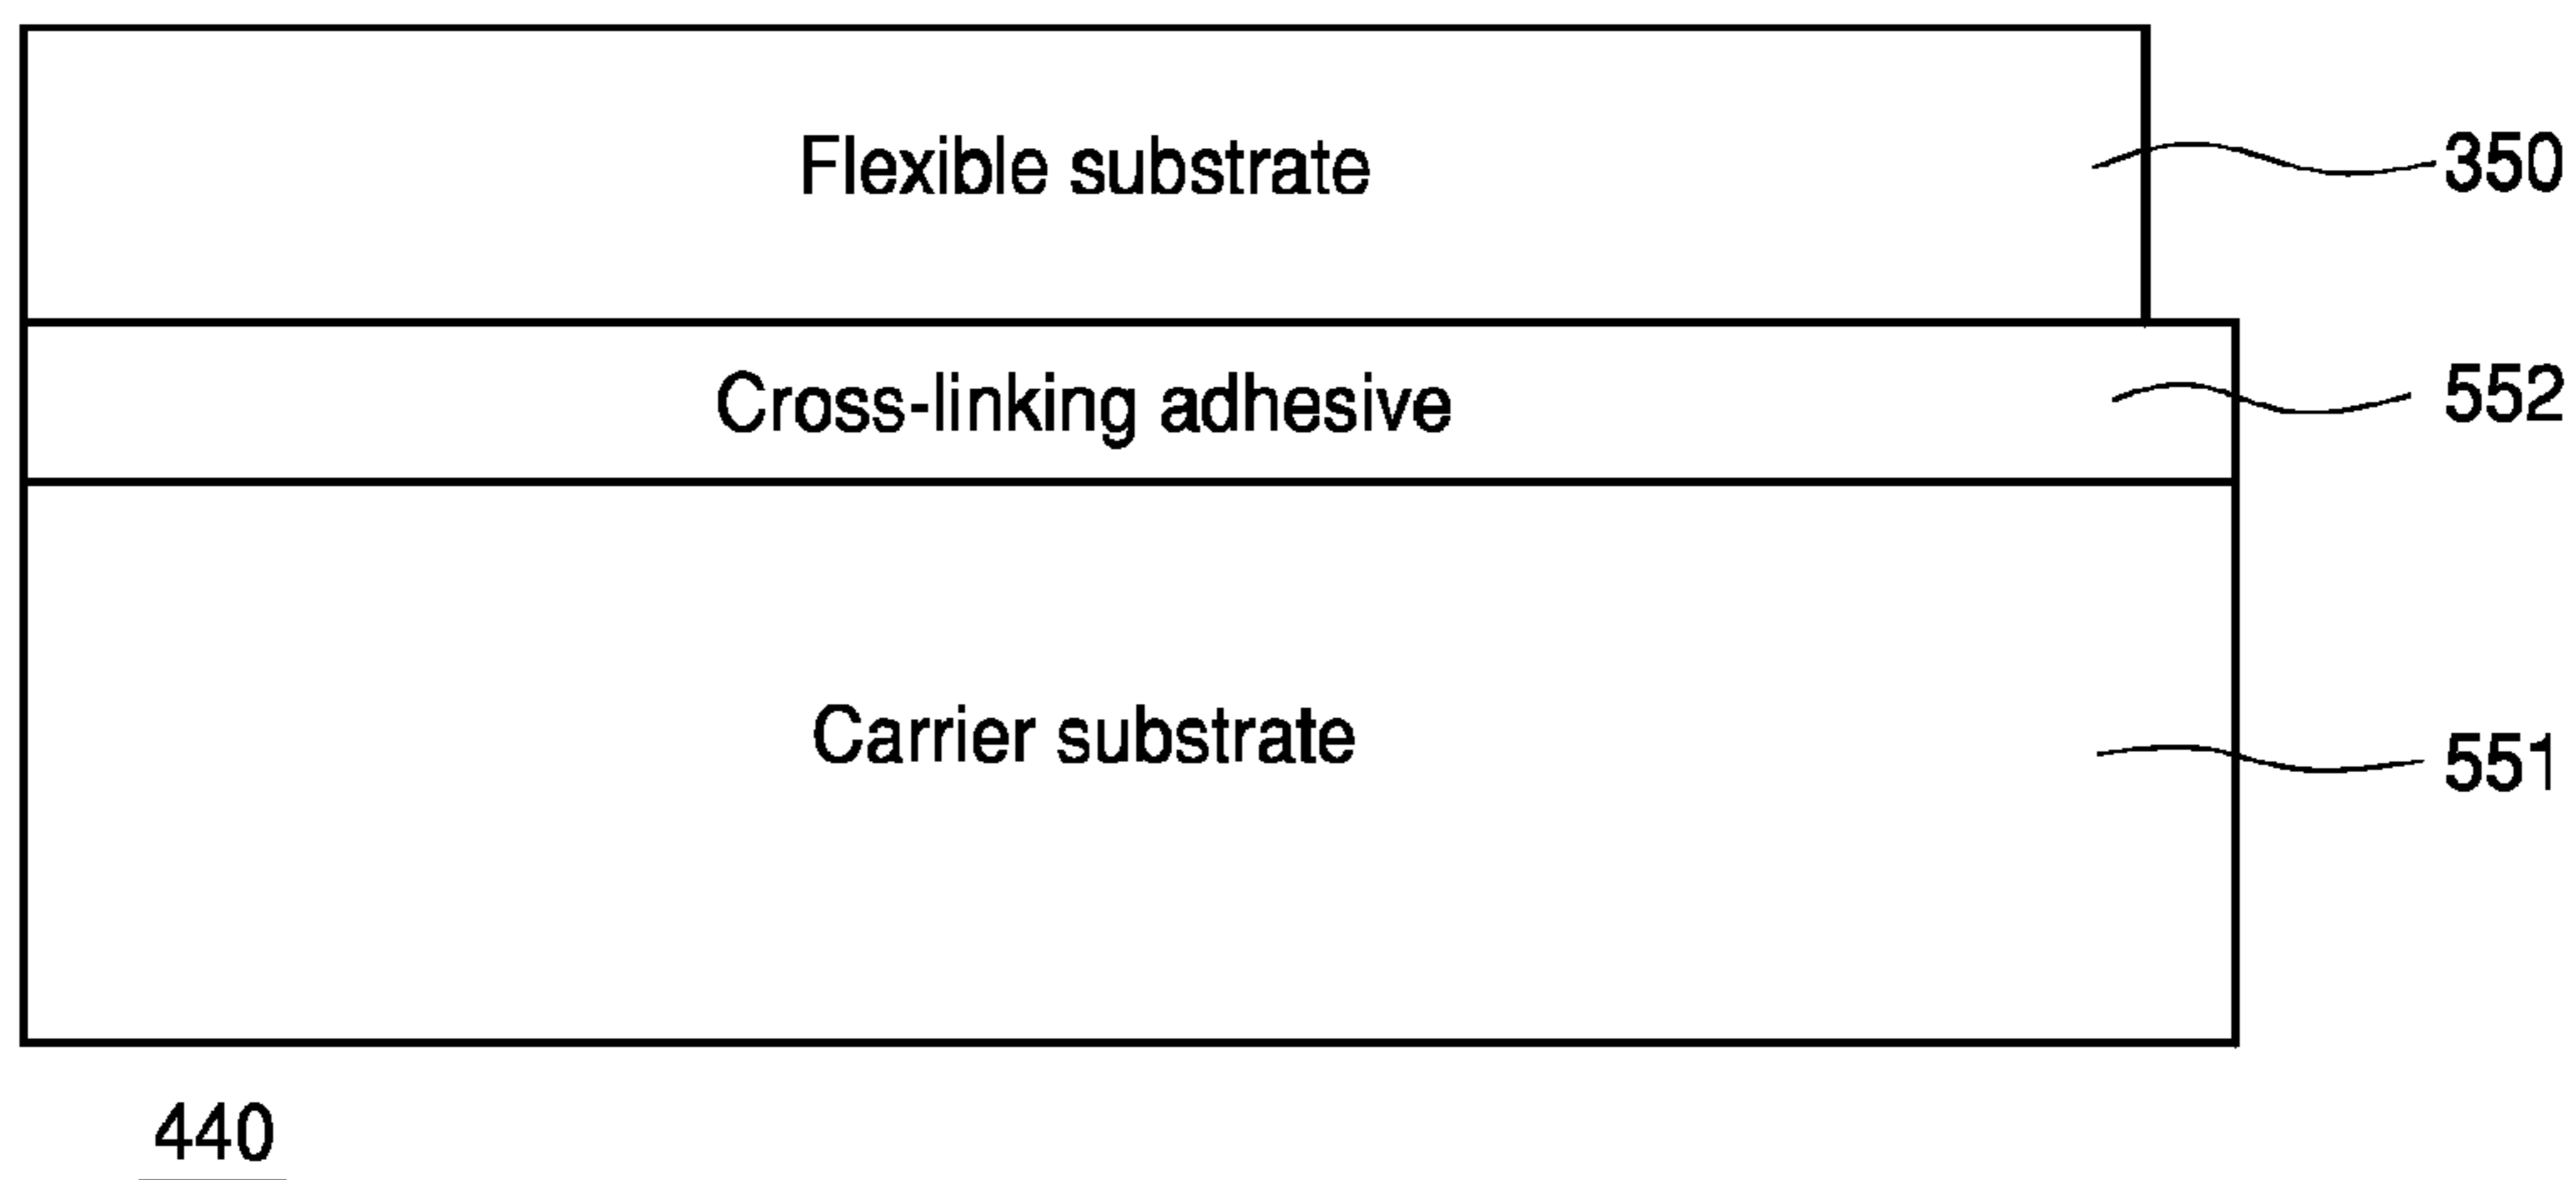 Flexible substrate
350
Cross-linking adhesive
552
Carrier substrate
551
440